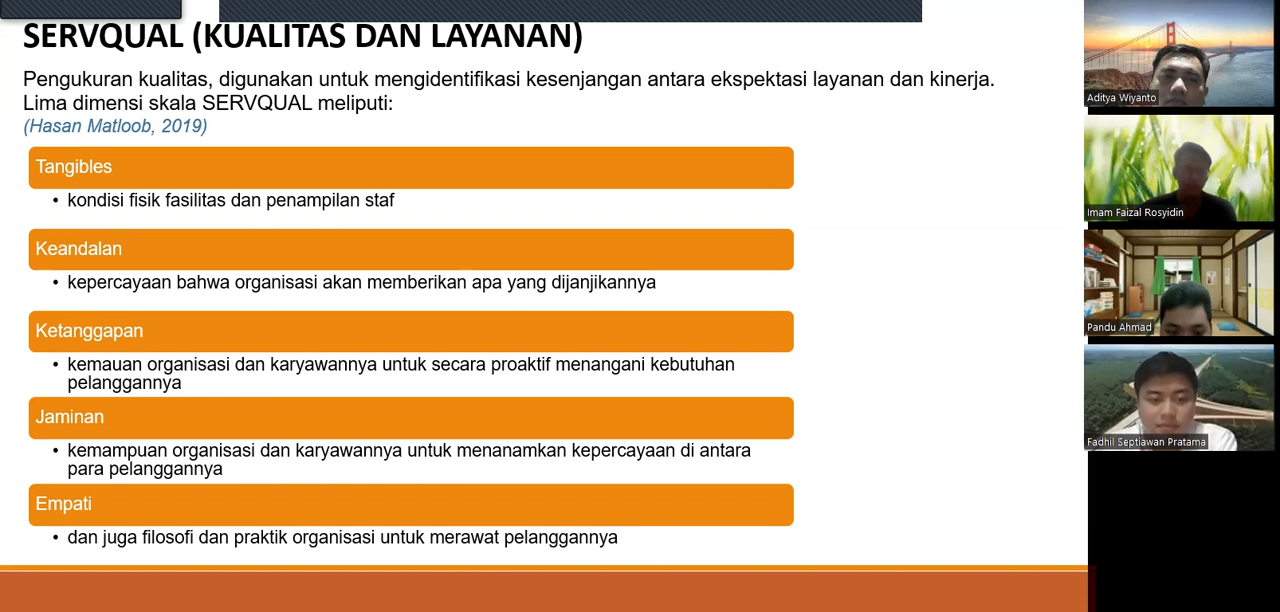 SERVQUAL (KUALITAS DAN LAYANAN)
Pengukuran kualitas, digunakan untuk mengidentifikasi kesenjangan antara ekspektasi layanan dan kinerja.
Lima dimensi skala SERVQUAL meliputi:
(Hasan Matloob, 2019)
Tangibles
• kondisi fisik fasilitas dan penampilan staf
Keandalan
• kepercayaan bahwa organisasi akan memberikan apa yang dijanjikannya
Ketanggapan
• kemauan organisasi dan karyawannya untuk secara proaktif menangani kebutuhan
pelanggannya
Jaminan
• kemampuan organisasi dan karyawannya untuk menanamkan kepercayaan di antara
para pelanggannya
Empati
• dan juga filosofi dan praktik organisasi untuk merawat pelanggannya
Aditya Wiyanto
Imam Faizal Rosyidin
Pandu Ahmad
Fadhil Septiawan Pratama